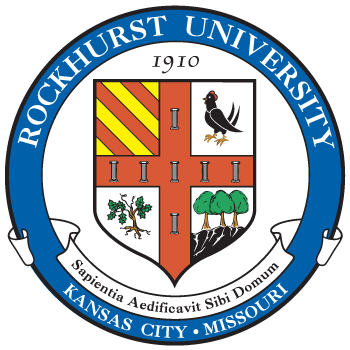 ROCKHURST UNIVERSITY
1910
Sapientia Aedificavit Sibi Domum
KANSAS CITY • MISSOURI